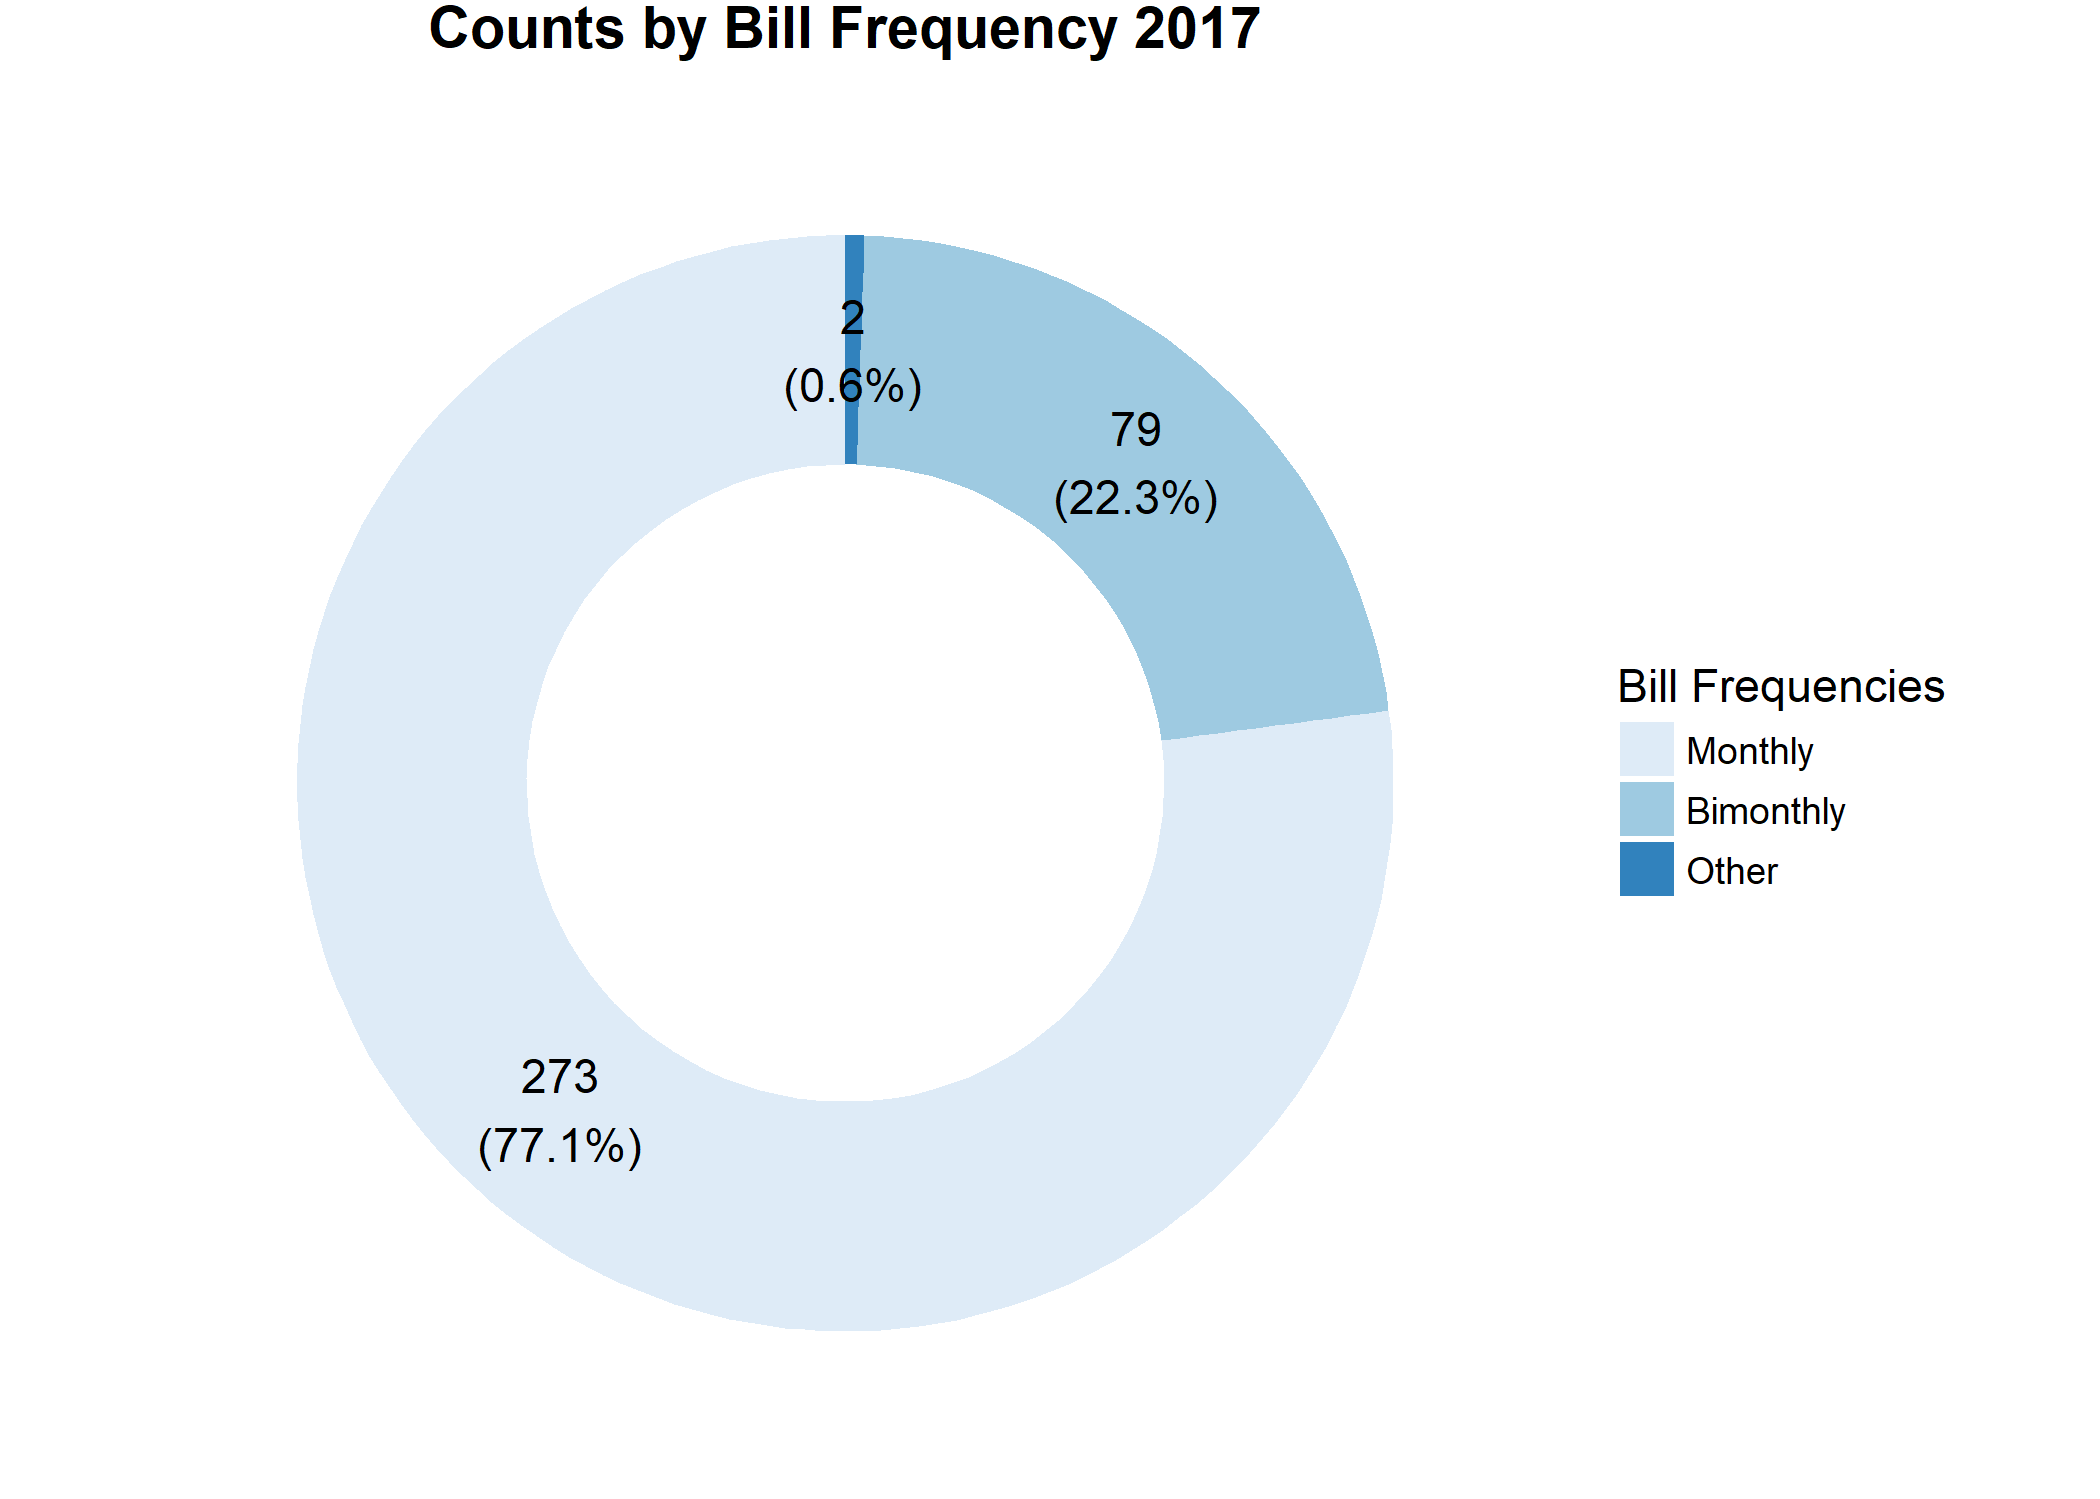 Counts by Bill Frequency 2017
2
(0.6%)
79
(22.3%)
273
(77.1%)
Bill Frequencies
Monthly
Bimonthly
Other